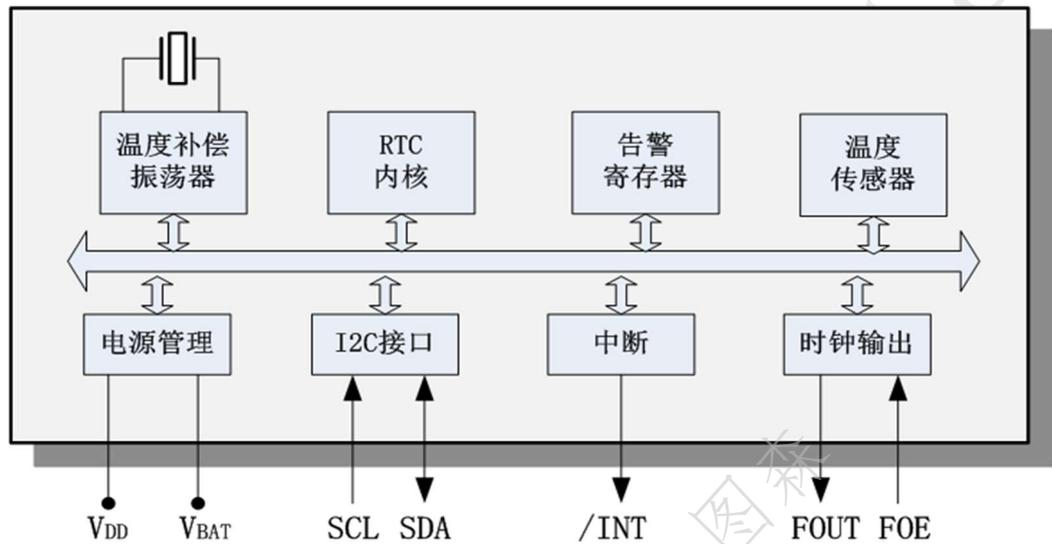 温度补偿
振荡器
RTC
内核
告警
寄存器
温度
传感器
电源管理
I2C接口
中断
时钟输出
VDD
VBAT
SCL
SDA
/INT
FOUT
FOE
图森